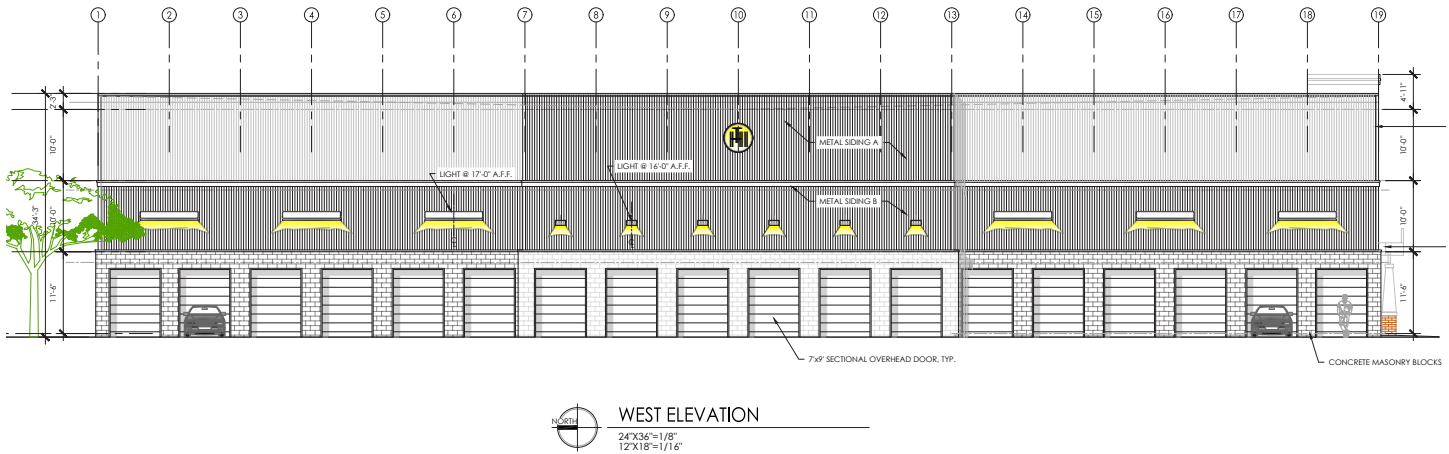 1 2 3 4 5 6 7 8 9 10 11 12 13 14 15 16 17 18 19
2'-3"
4'-11"
METAL SIDING A
10'-0"
10'-0"
LIGHT @ 16'-0" A.F.F.
LIGHT @ 17'-0" A.F.F.
METAL SIDING B
34'-3"
10'-0"
10'-0"
11'-6"
11'-6"
7'x9' SECTIONAL OVERHEAD DOOR, TYP.
CONCRETE MASONRY BLOCKS
NORTH
WEST ELEVATION
24"X36"=1/8"
12"X18"=1/16"